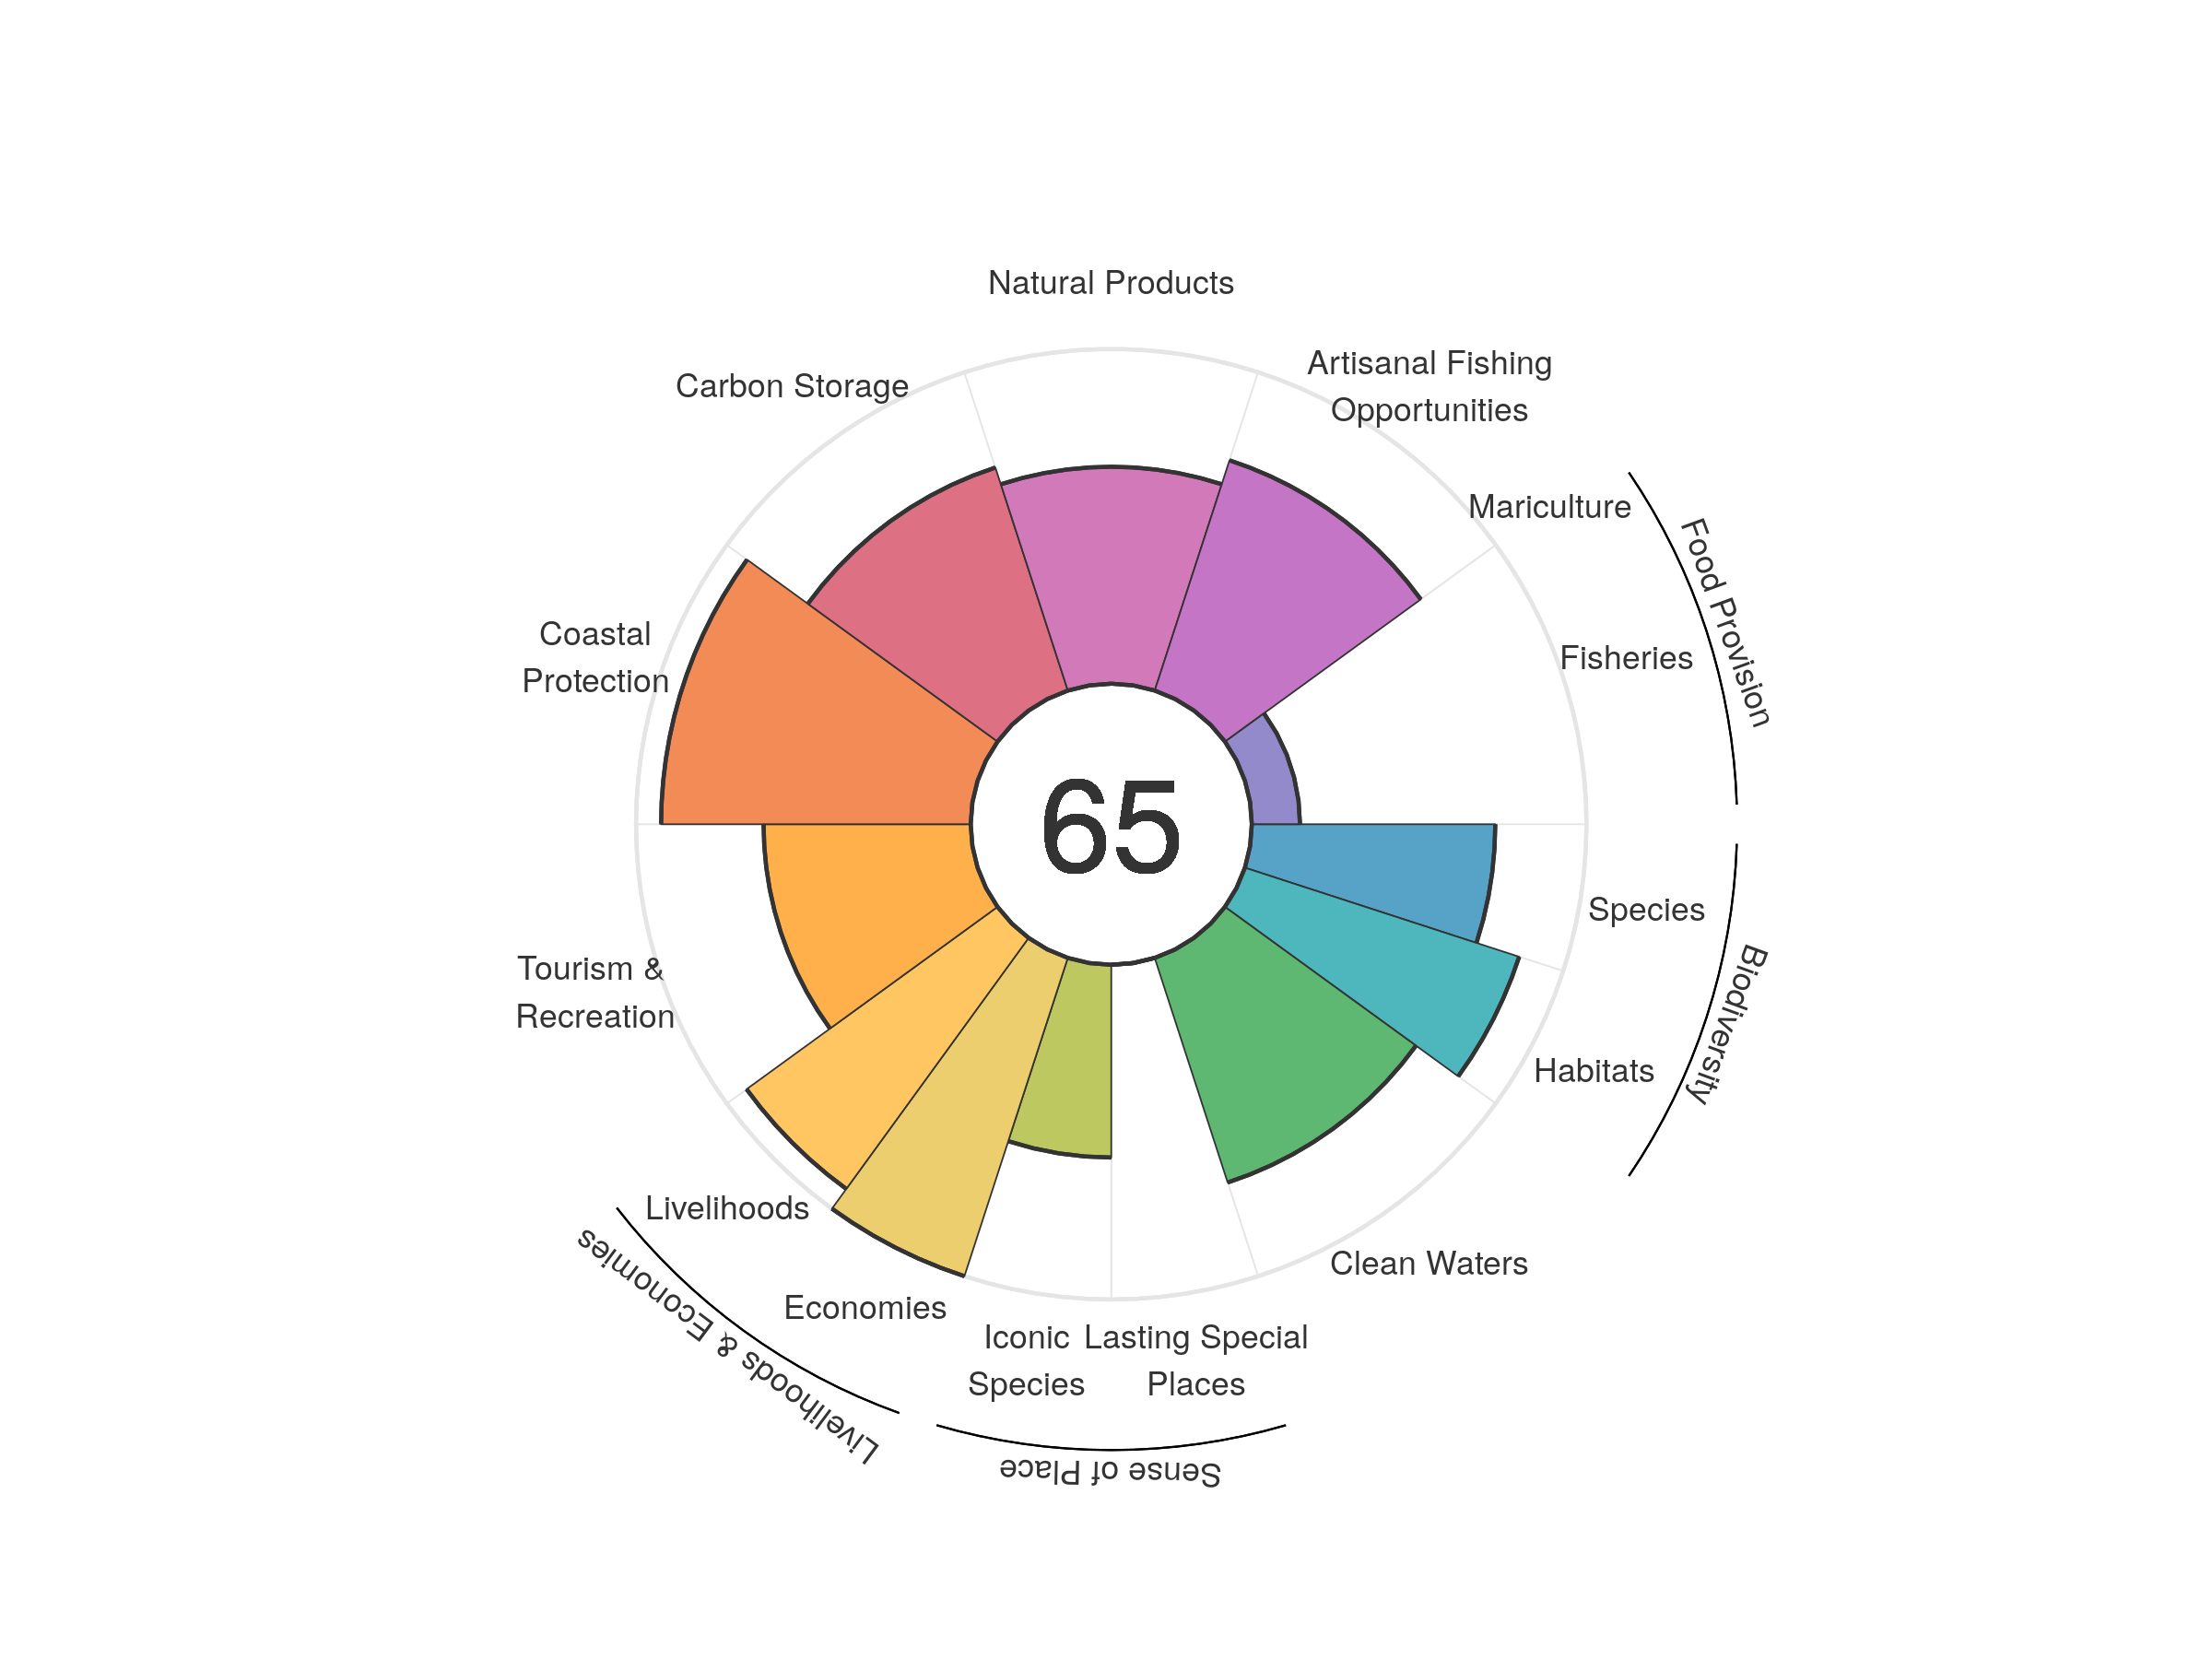 Natural Products
Artisanal Fishing
Opportunities
Carbon Storage
Mariculture
Food Provision
Fisheries
Coastal
Protection
65
Species
Biodiversity
Tourism &
Recreation
Habitats
Livelihoods
Livelihoods & Economies
Clean Waters
Economies
Iconic
Species
Lasting Special
Places
Sense of Place